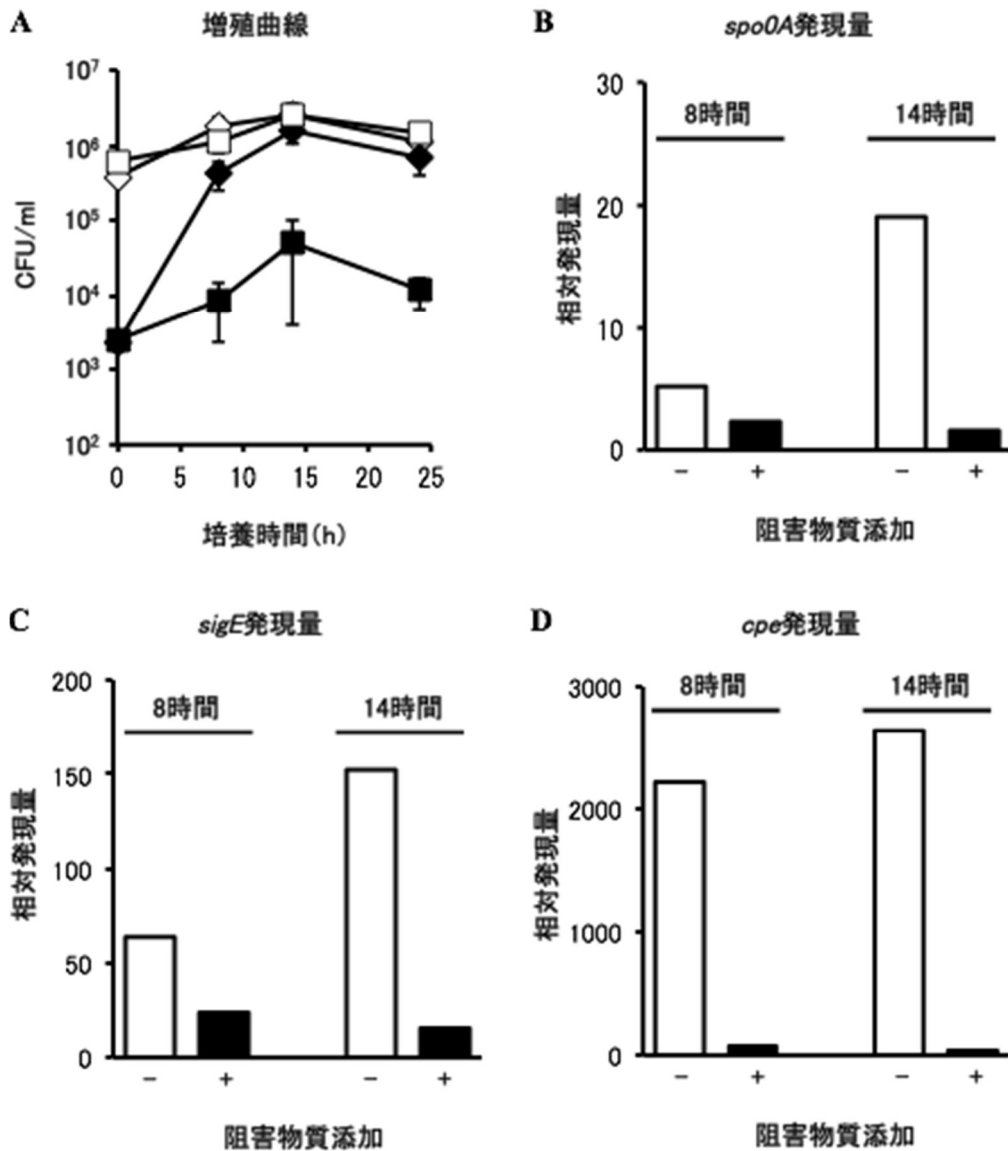 A 増殖曲線
10⁷
10⁶
10⁵
10⁴
10³
10²
CFU/ml
0 5 10 15 20 25
培養時間(h)
B spo0A発現量
30
20
10
0
相対発現量
8時間 14時間
- + - +
阻害物質添加
C sigE発現量
200
150
100
50
0
相対発現量
8時間 14時間
- + - +
阻害物質添加
D cpe発現量
3000
2000
1000
0
相対発現量
8時間 14時間
- + - +
阻害物質添加